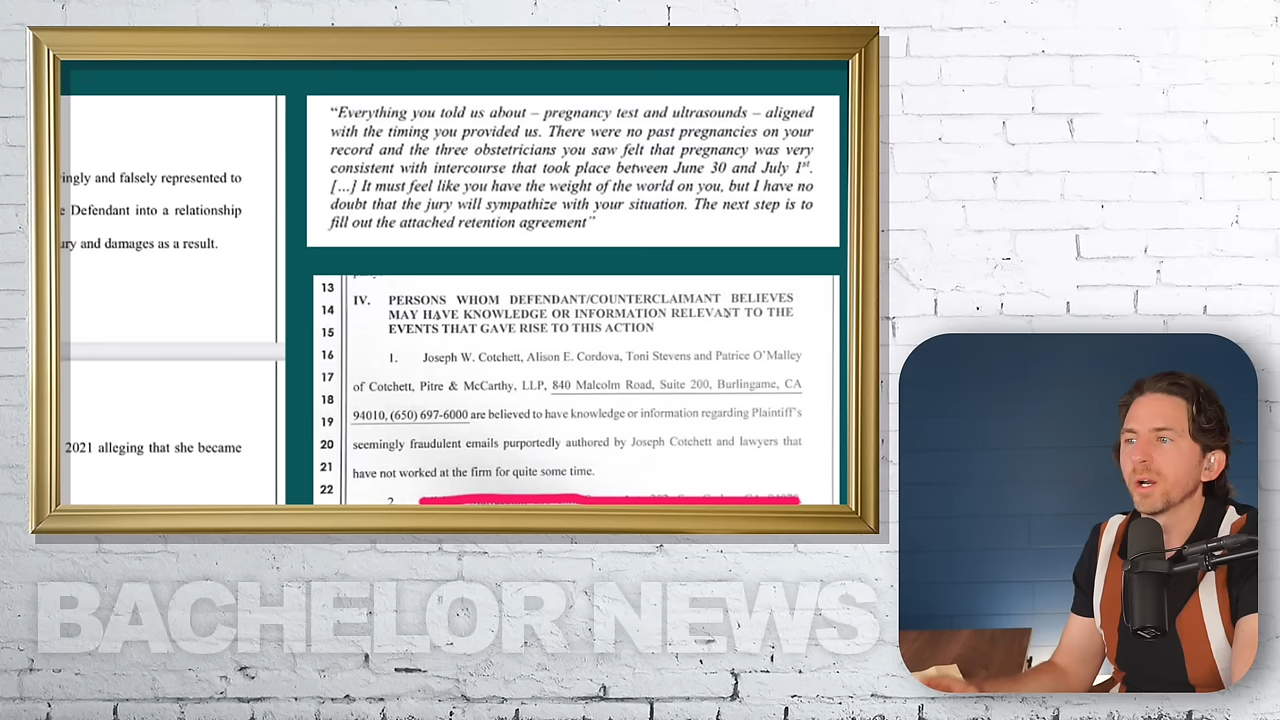 ingly and falsely represented to
e Defendant into a relationship
ury and damages as a result.
2021 alleging that she became
“Everything you told us about – pregnancy test and ultrasounds – aligned
with the timing you provided us. There were no past pregnancies on your
record and the three obstetricians you saw felt that pregnancy was very
consistent with intercourse that took place between June 30 and July 1st.
[...] It must feel like you have the weight of the world on you, but I have no
doubt that the jury will sympathize with your situation. The next step is to
fill out the attached retention agreement”
13
14 IV. PERSONS WHOM DEFENDANT/COUNTERCLAIMANT BELIEVES
MAY HAVE KNOWLEDGE OR INFORMATION RELEVANT TO THE
15 EVENTS THAT GAVE RISE TO THIS ACTION
16 1. Joseph W. Cotchett, Alison E. Cordova, Toni Stevens and Patrice O’Malley
17 of Cotchett, Pitre & McCarthy, LLP, 840 Malcolm Road, Suite 200, Burlingame, CA
18
19 94010, (650) 697-6000 are believed to have knowledge or information regarding Plaintiff’s
20 seemingly fraudulent emails purportedly authored by Joseph Cotchett and lawyers that
21 have not worked at the firm for quite some time.
22
2.
BACHELOR NEWS